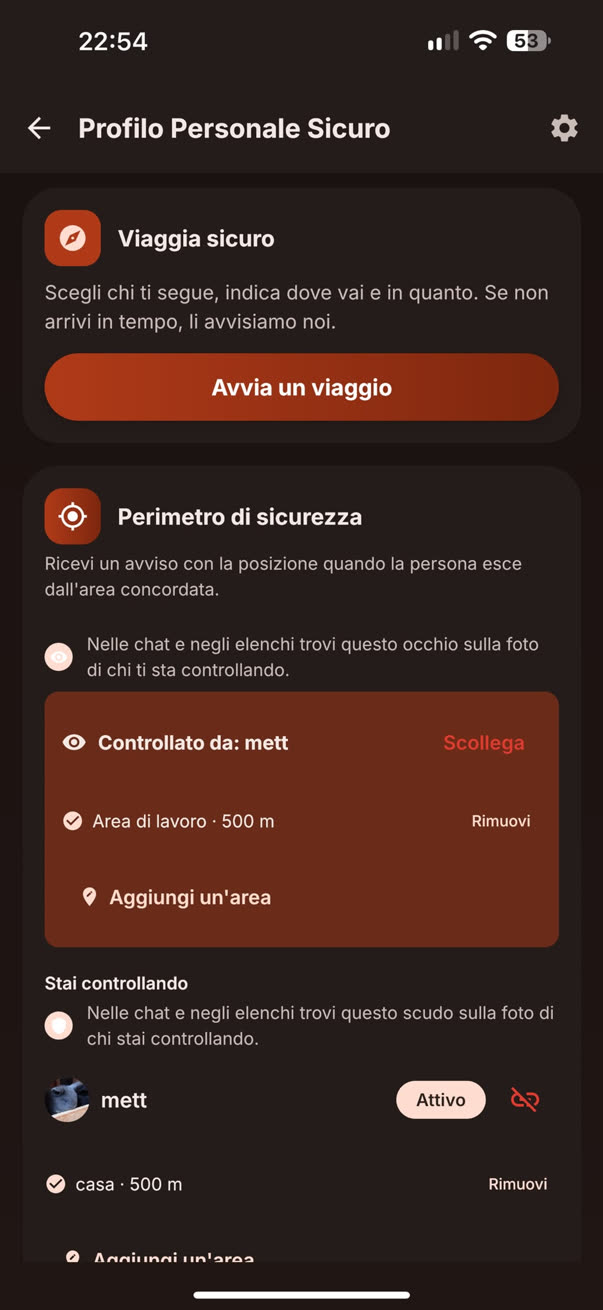 22:54
53
Profilo Personale Sicuro
Viaggia sicuro
Scegli chi ti segue, indica dove vai e in quanto. Se non
arrivi in tempo, li avvisiamo noi.
Avvia un viaggio
Perimetro di sicurezza
Ricevi un avviso con la posizione quando la persona esce
dall'area concordata.
Nelle chat e negli elenchi trovi questo occhio sulla foto
di chi ti sta controllando.
Controllato da: mett
Scollega
Area di lavoro · 500 m
Rimuovi
Aggiungi un'area
Stai controllando
Nelle chat e negli elenchi trovi questo scudo sulla foto di
chi stai controllando.
mett
Attivo
casa · 500 m
Rimuovi
Aggiungi un'area